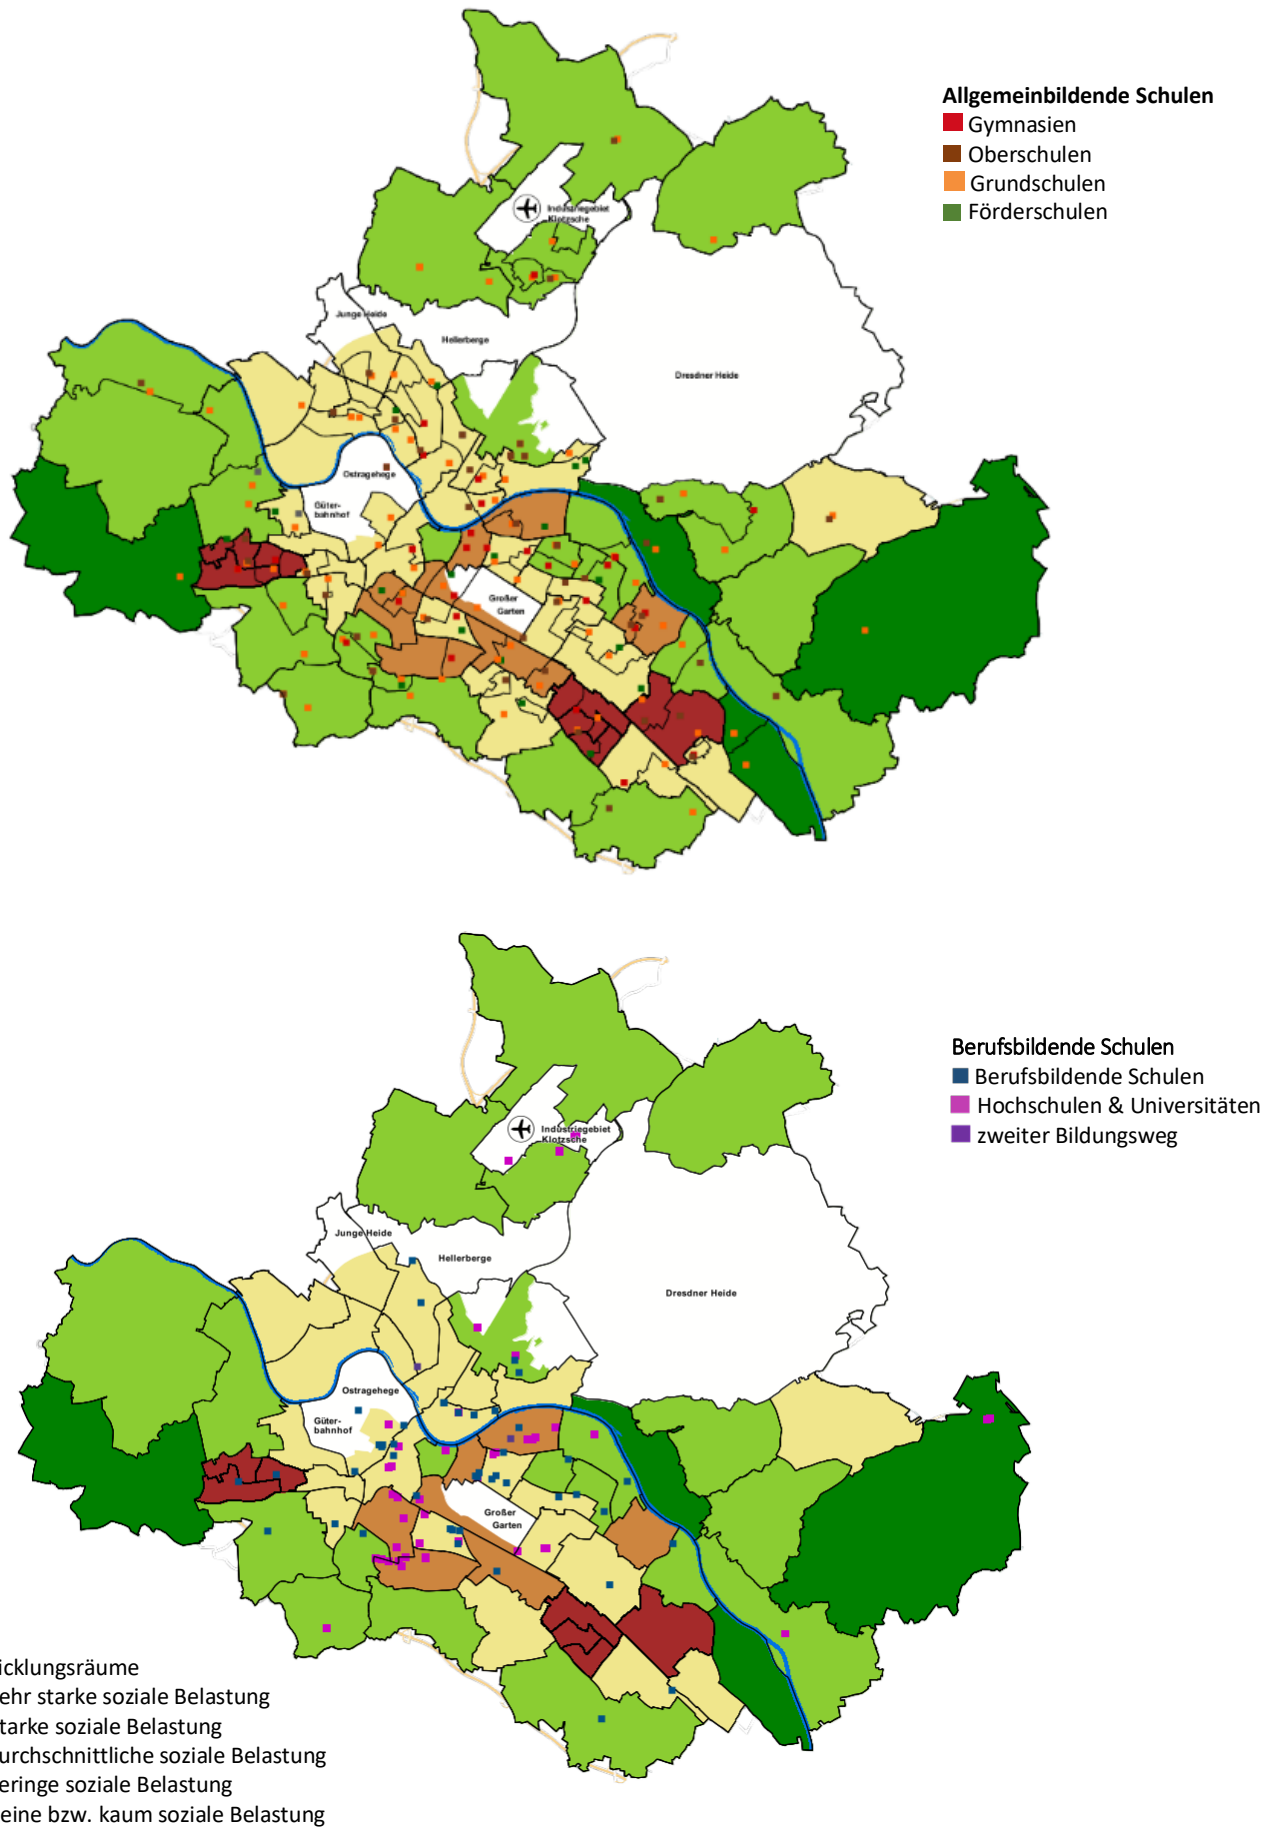 Allgemeinbildende Schulen
Gymnasien
Oberschulen
Grundschulen
Förderschulen
Industriegebiet
Klotzsche
Junge Heide
Hellerberge
Dresdner Heide
Ostragehege
Güter-
bahnhof
Großer
Garten
Berufsbildende Schulen
Berufsbildende Schulen
Hochschulen & Universitäten
zweiter Bildungsweg
Industriegebiet
Klotzsche
Junge Heide
Hellerberge
Dresdner Heide
Ostragehege
Güter-
bahnhof
Großer
Garten
icklungsräume
ehr starke soziale Belastung
tarke soziale Belastung
urchschnittliche soziale Belastung
eringe soziale Belastung
eine bzw. kaum soziale Belastung